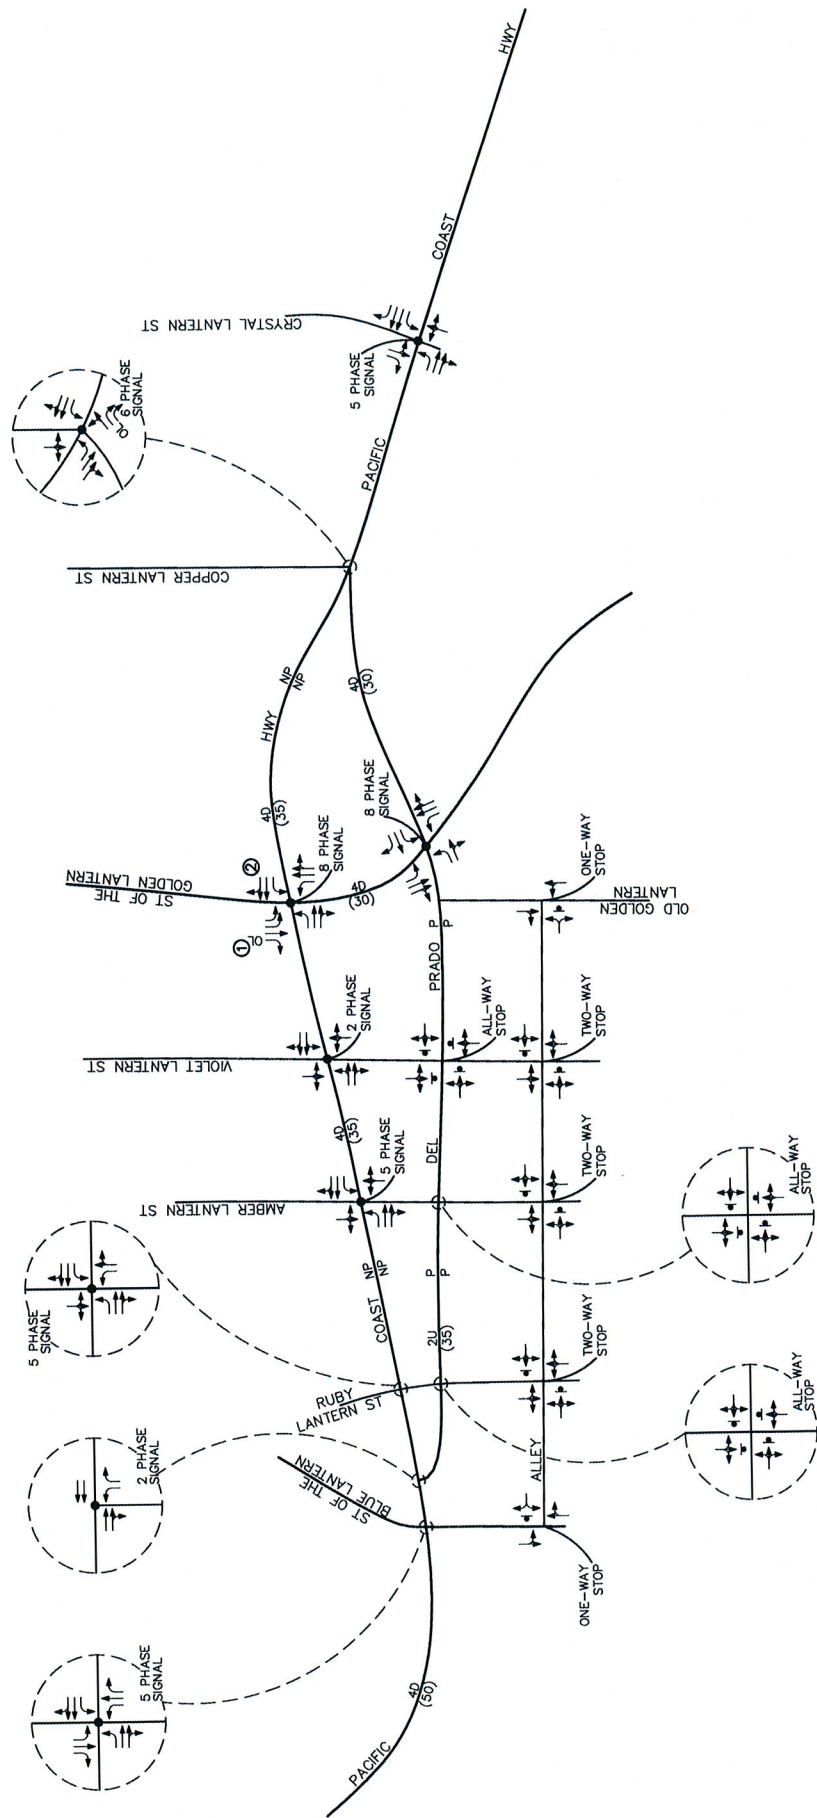 HWY
COAST
CRYSTAL LANTERN ST
5 PHASE
SIGNAL
6 PHASE
SIGNAL
OL
PACIFIC
COPPER LANTERN ST
NP
NP
4D
(30)
HWY
8 PHASE
SIGNAL
4D
(35)
②
8 PHASE
SIGNAL
ST OF THE
GOLDEN LANTERN
4D
(30)
①
OL
ONE-WAY
STOP
OLD GOLDEN
LANTERN
P
P
PRADO
2 PHASE
SIGNAL
VIOLET LANTERN ST
ALL-WAY
STOP
TWO-WAY
STOP
4D
(35)
DEL
5 PHASE
SIGNAL
AMBER LANTERN ST
TWO-WAY
STOP
ALL-WAY
STOP
NP
NP
P
P
COAST
2U
(35)
5 PHASE
SIGNAL
RUBY
LANTERN ST
TWO-WAY
STOP
ALL-WAY
STOP
2 PHASE
SIGNAL
ALLEY
ST OF THE
BLUE LANTERN
ONE-WAY
STOP
5 PHASE
SIGNAL
4D
(50)
PACIFIC